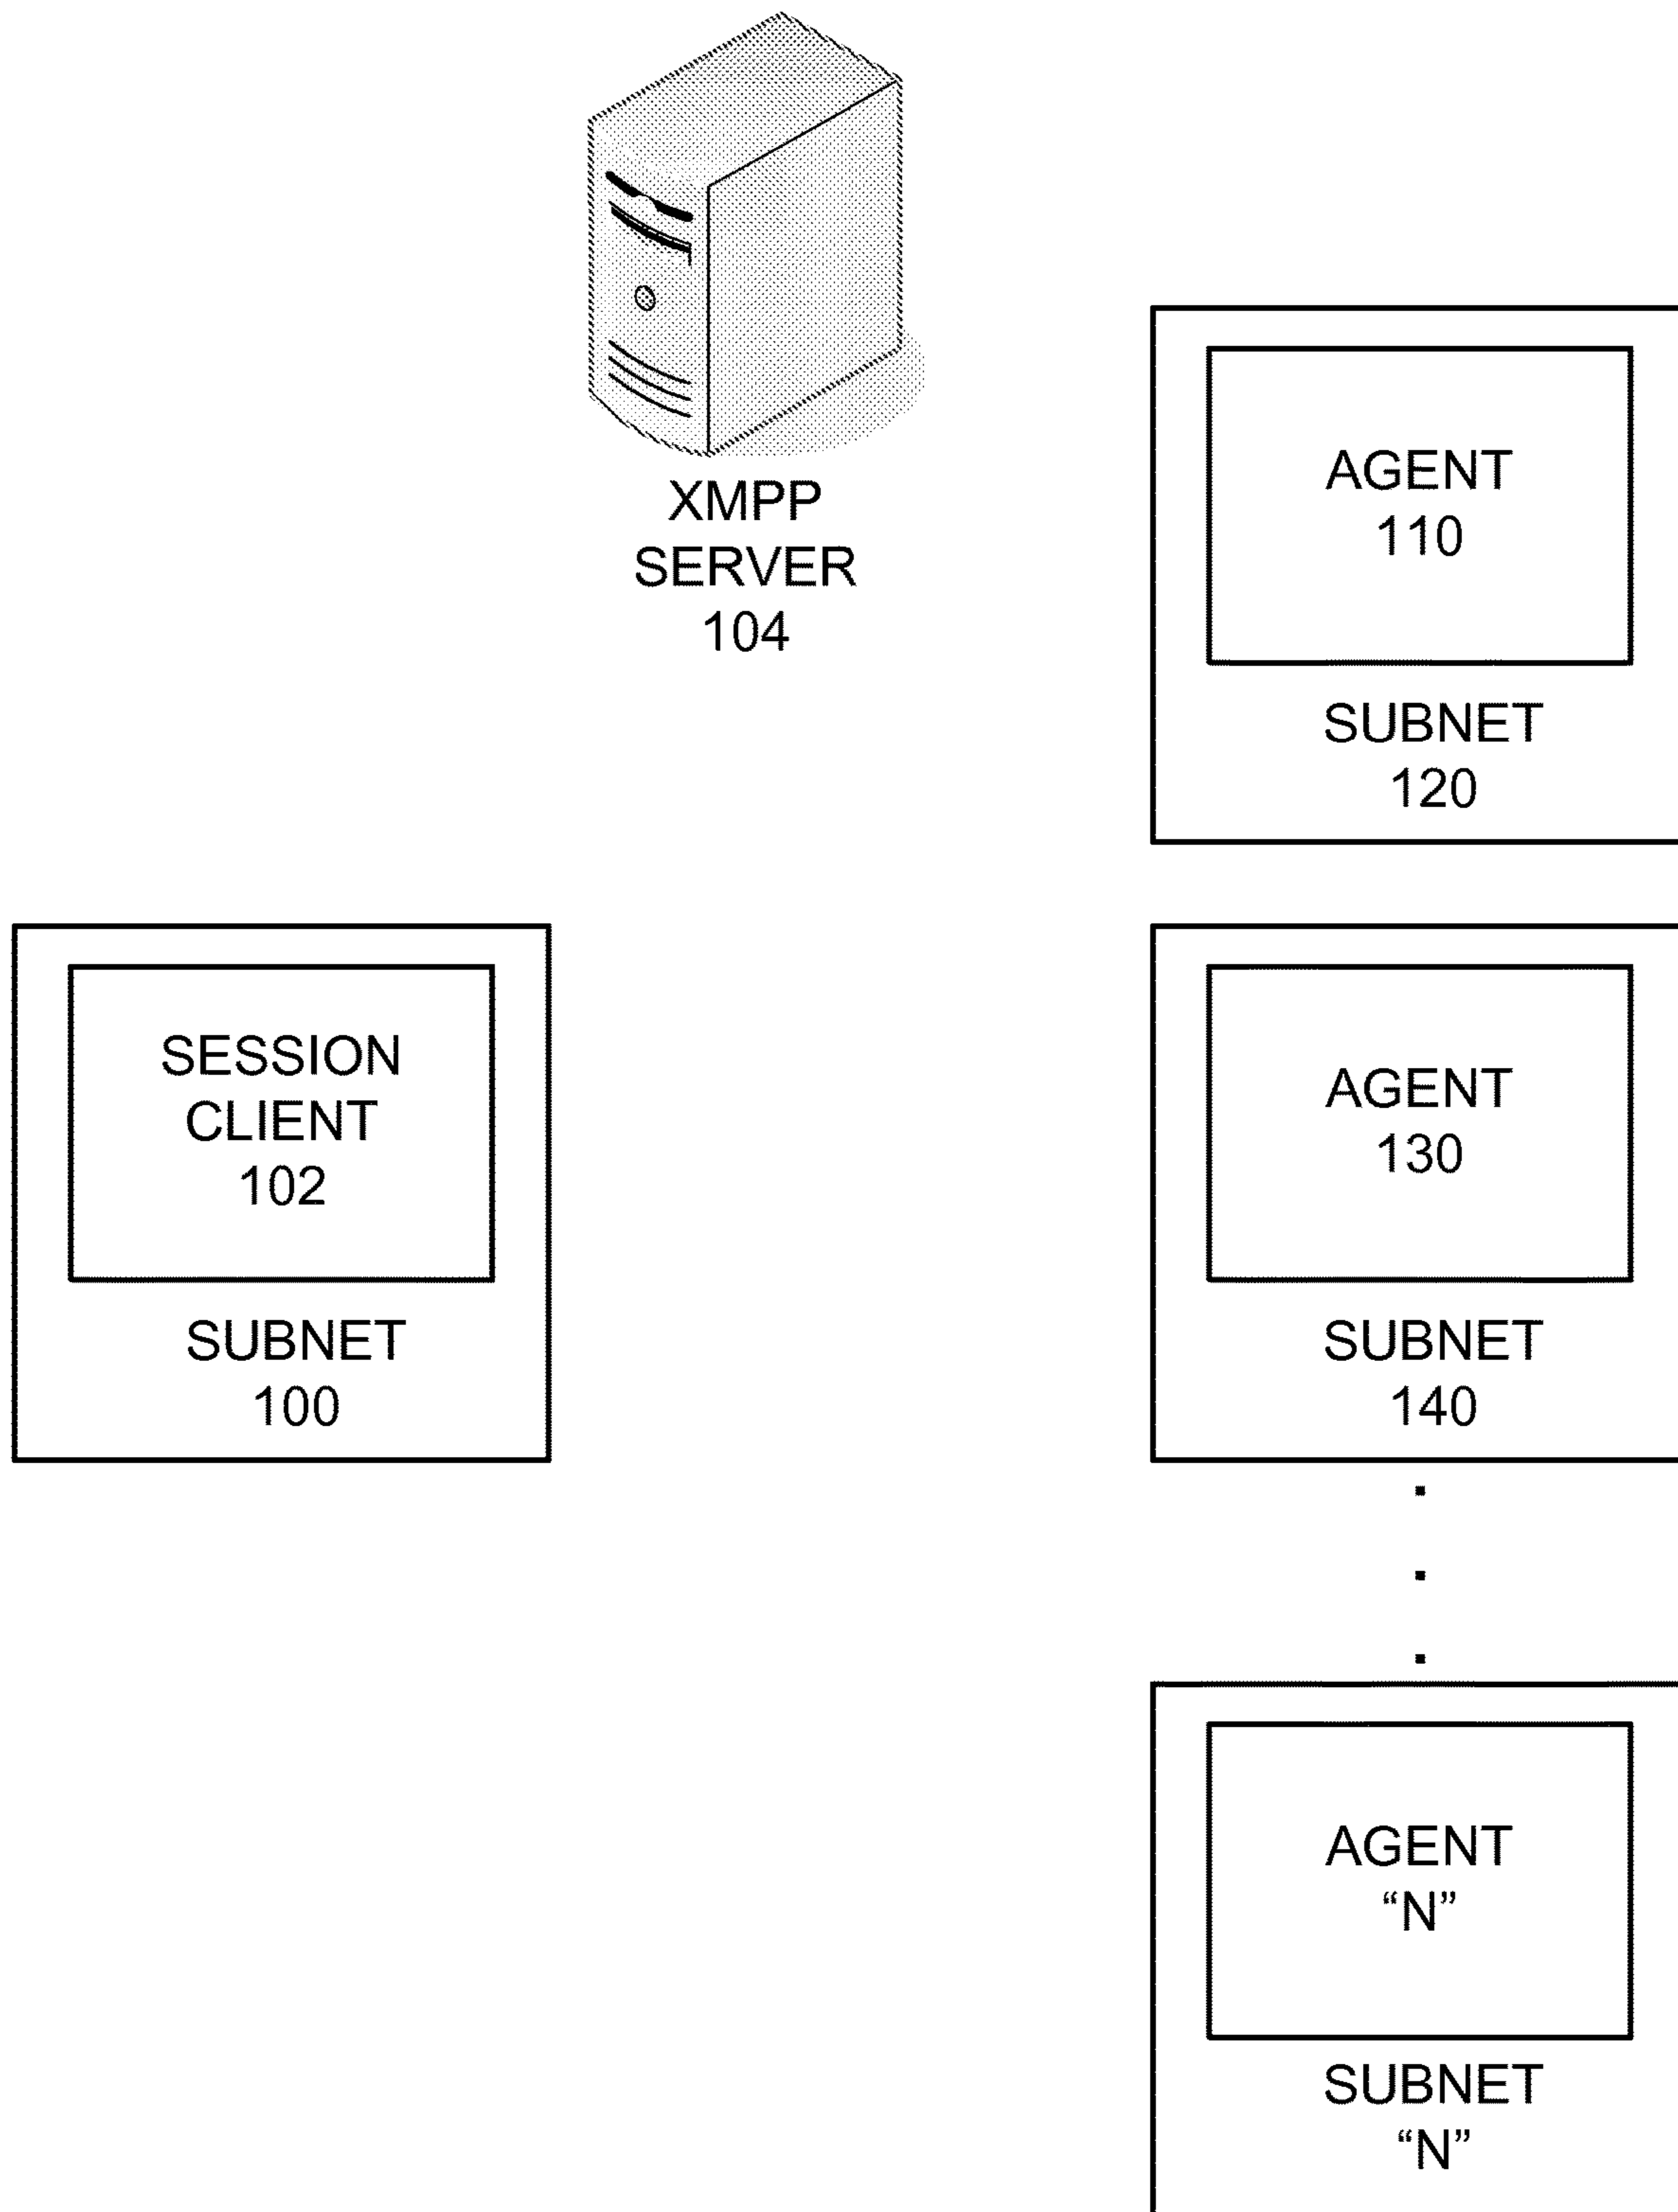 XMPP
SERVER
104
AGENT
110
SUBNET
120
SESSION
CLIENT
102
SUBNET
100
AGENT
130
SUBNET
140
AGENT
“N”
SUBNET
“N”